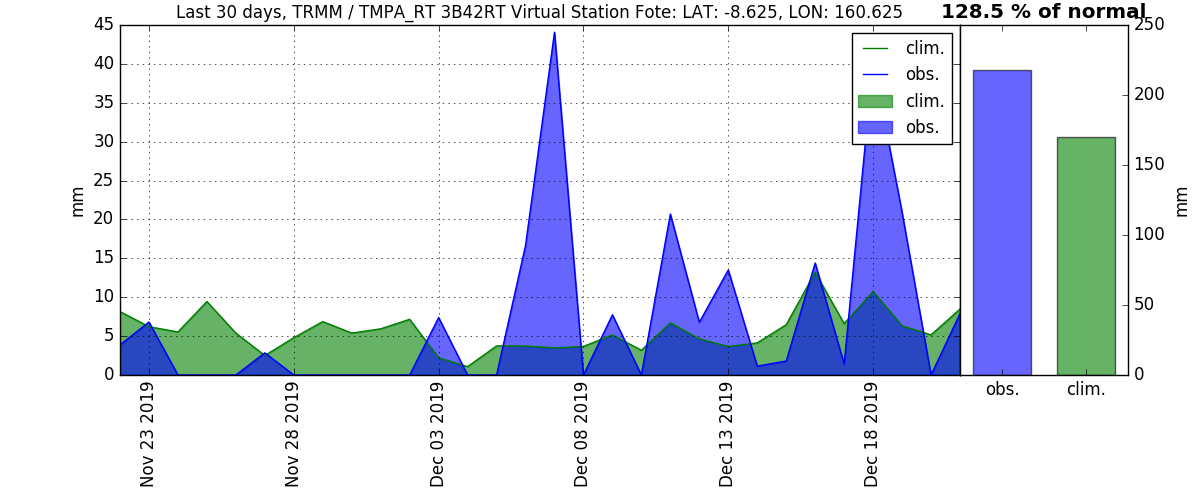 Last 30 days, TRMM / TMPA_RT 3B42RT Virtual Station Fote: LAT: -8.625, LON: 160.625
128.5 % of normal
45
40
35
30
25
20
15
10
5
0
mm
clim.
obs.
clim.
obs.
250
200
150
100
50
0
mm
obs.
clim.
Nov 23 2019
Nov 28 2019
Dec 03 2019
Dec 08 2019
Dec 13 2019
Dec 18 2019